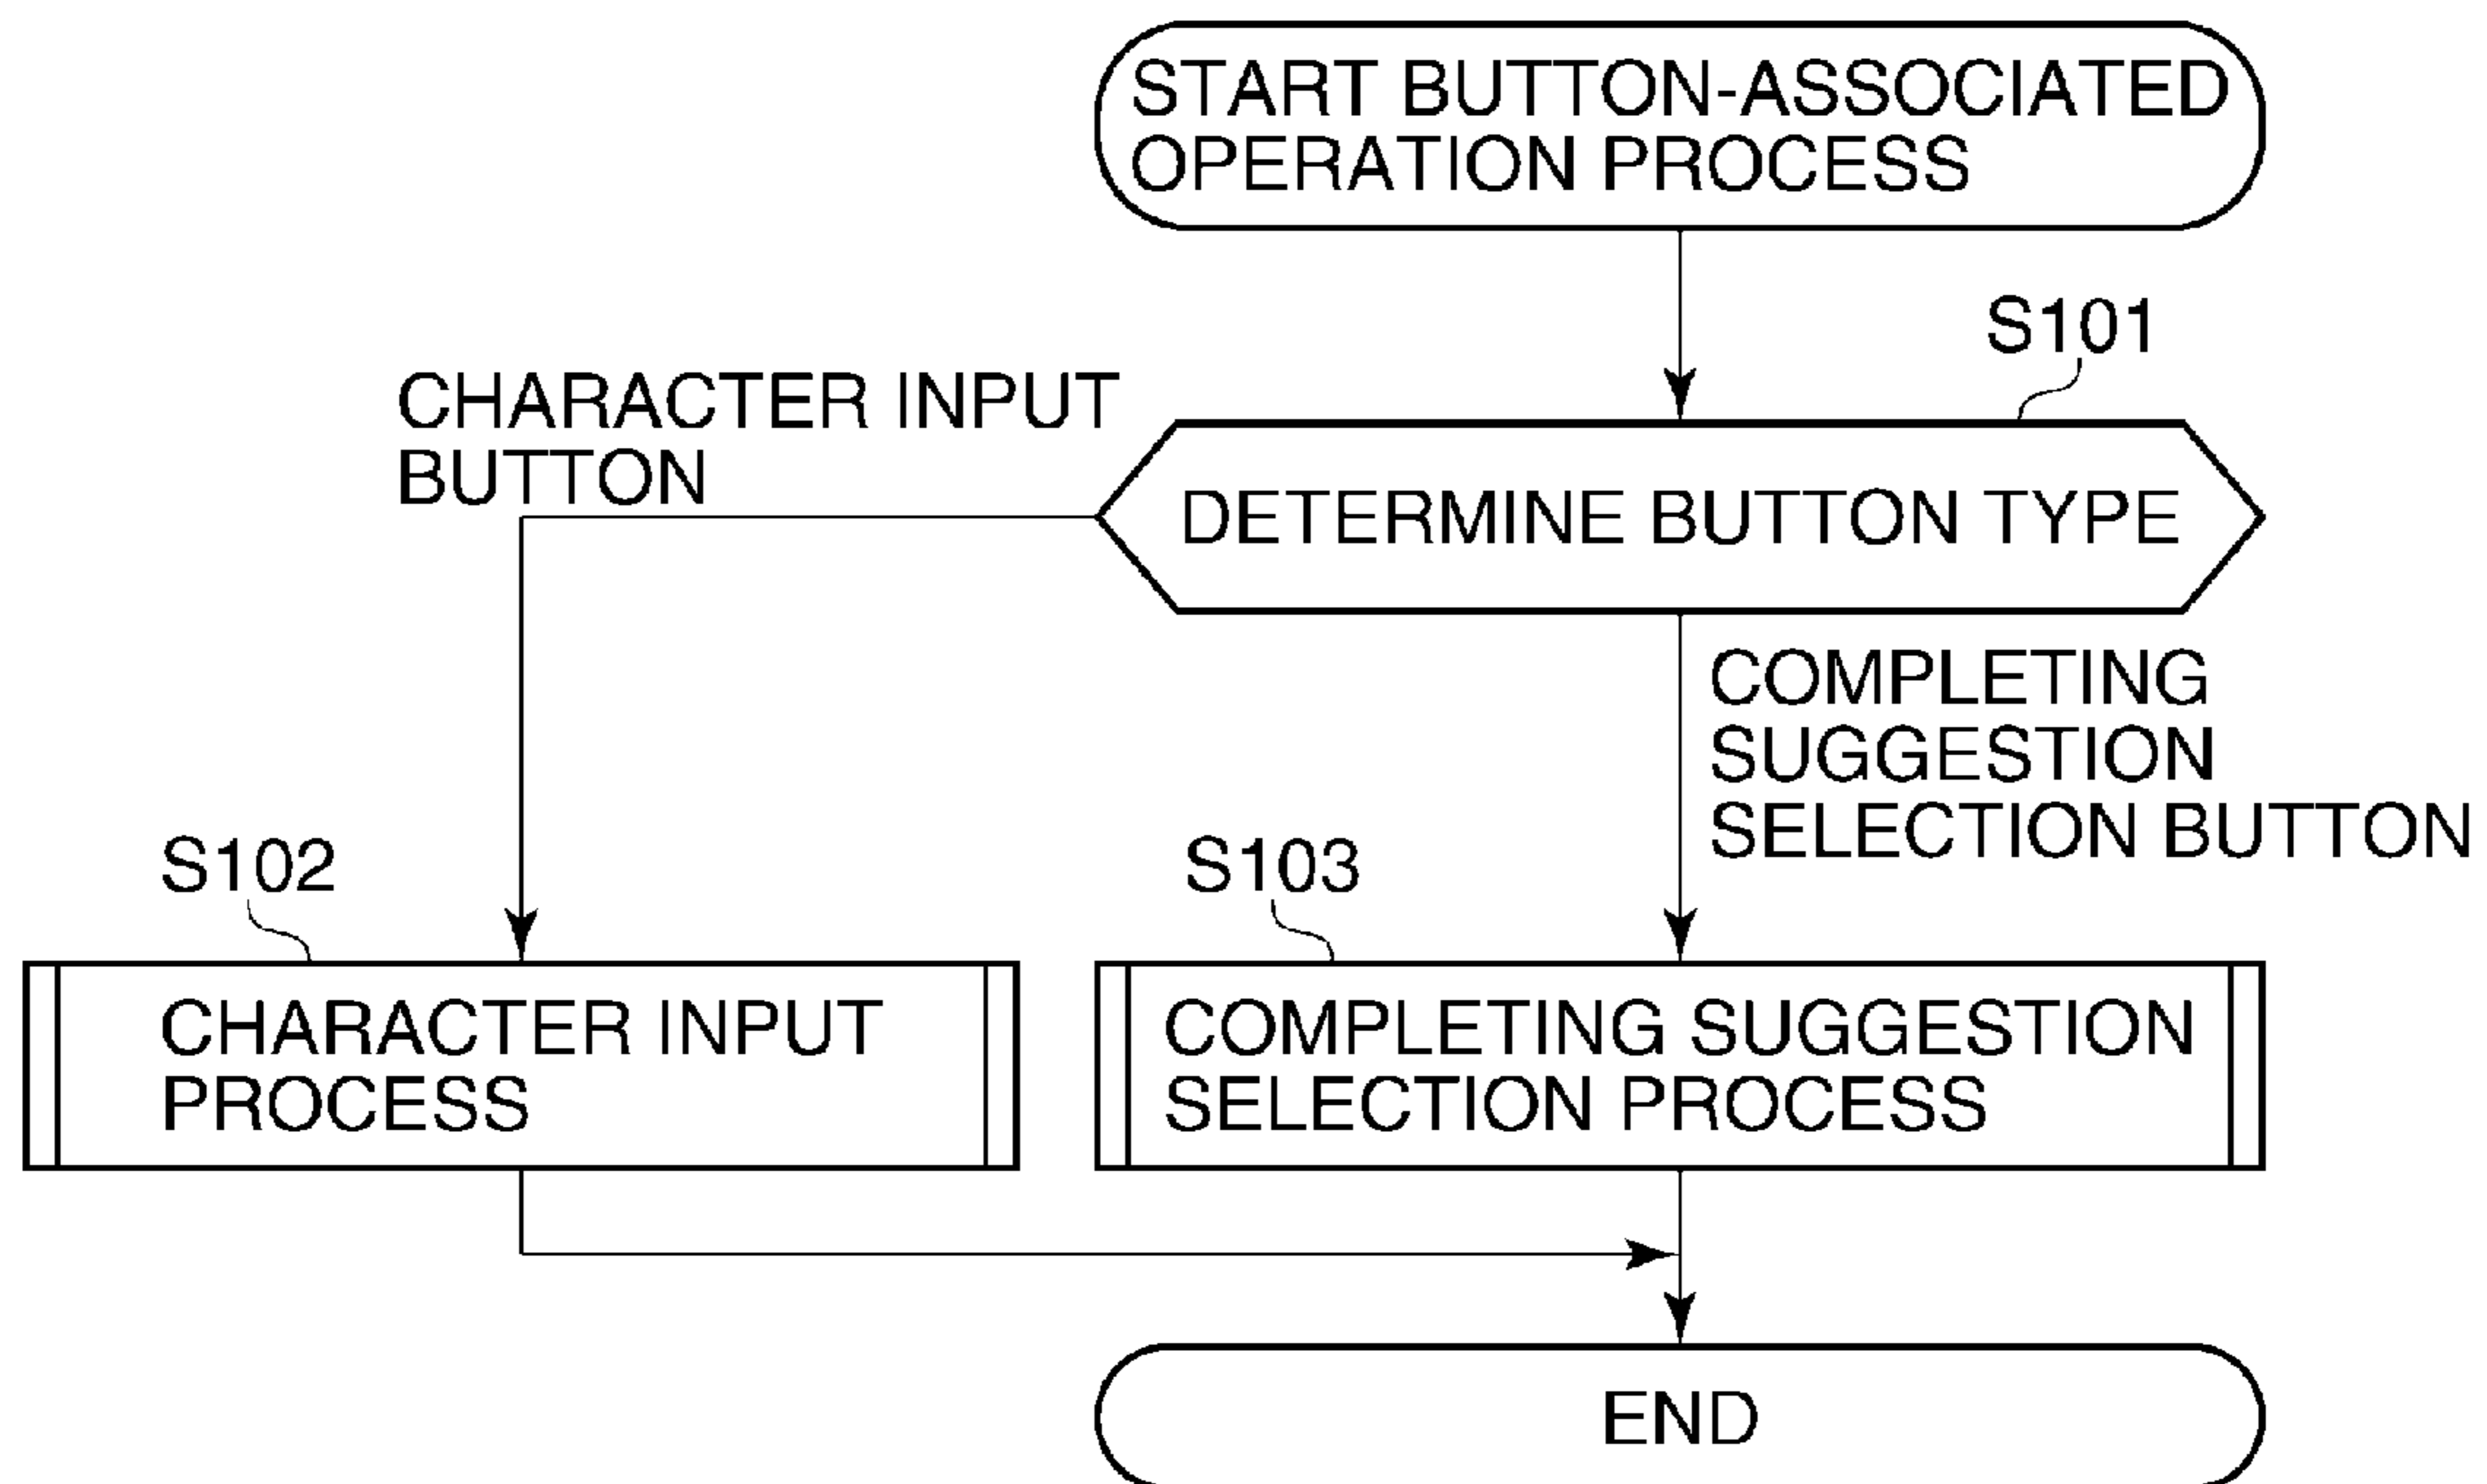 START BUTTON-ASSOCIATED
OPERATION PROCESS
S101
CHARACTER INPUT
BUTTON
DETERMINE BUTTON TYPE
COMPLETING
SUGGESTION
SELECTION BUTTON
S102
S103
CHARACTER INPUT
PROCESS
COMPLETING SUGGESTION
SELECTION PROCESS
END